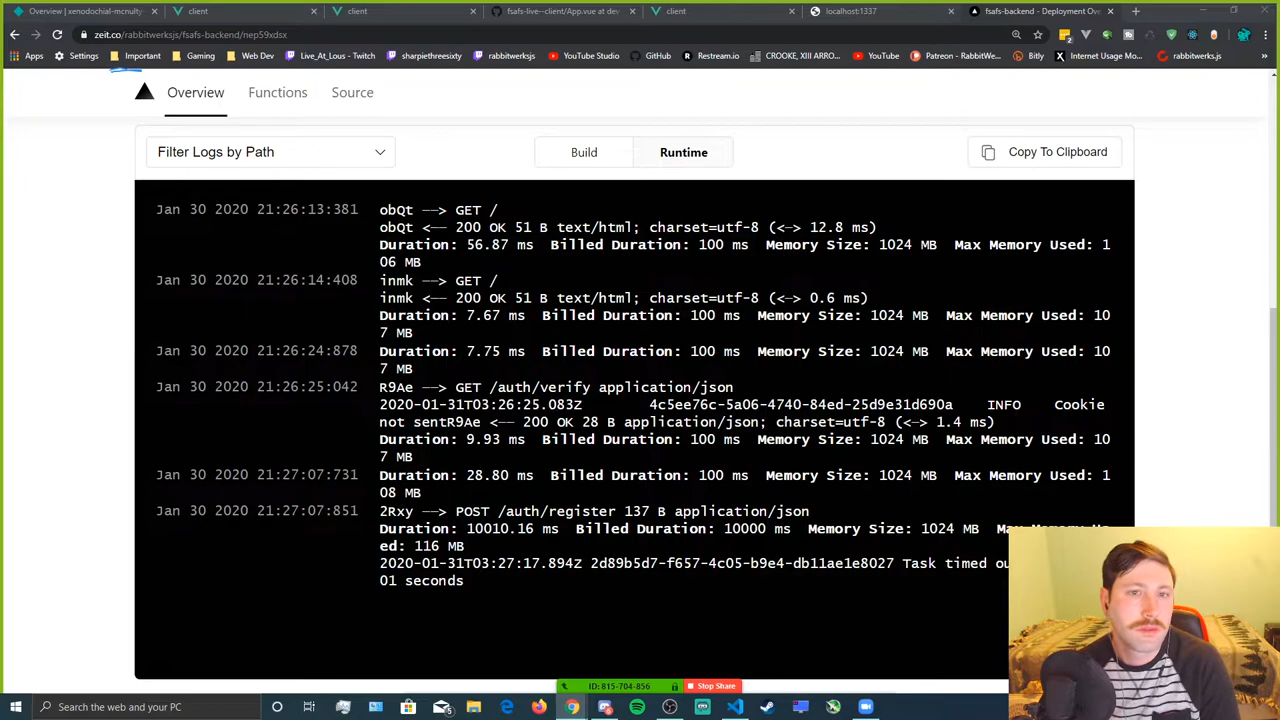 Overview | xenodochial-mcnulty
client
client
fsafs-live--client/App.vue at dev
client
localhost:1337
fsafs-backend - Deployment Ove
zeit.co/rabbitwerksjs/fsafs-backend/nep59xdsx
Apps
Settings
Important
Gaming
Web Dev
Live_At_Lous - Twitch
sharpiethreesixty
YouTube Studio
GitHub
Restream.io
CROOKE, XIII ARRO...
YouTube
Patreon - RabbitWe...
Bitly
Internet Usage Mo...
rabbitwerks.js
Overview
Functions
Source
Filter Logs by Path
Build
Runtime
Copy To Clipboard
Jan 30 2020 21:26:13:381 obQt —–> GET /
obQt <—– 200 OK 51 B text/html; charset=utf-8 (<–> 12.8 ms)
Duration: 56.87 ms Billed Duration: 100 ms Memory Size: 1024 MB Max Memory Used: 1
06 MB
Jan 30 2020 21:26:14:408 inmk —–> GET /
inmk <—– 200 OK 51 B text/html; charset=utf-8 (<–> 0.6 ms)
Duration: 7.67 ms Billed Duration: 100 ms Memory Size: 1024 MB Max Memory Used: 10
7 MB
Jan 30 2020 21:26:24:878 Duration: 7.75 ms Billed Duration: 100 ms Memory Size: 1024 MB Max Memory Used: 10
7 MB
Jan 30 2020 21:26:25:042 R9Ae —–> GET /auth/verify application/json
2020-01-31T03:26:25.083Z 4c5ee76c-5a06-4740-84ed-25d9e31d690a INFO Cookie
not sentR9Ae <—– 200 OK 28 B application/json; charset=utf-8 (<–> 1.4 ms)
Duration: 9.93 ms Billed Duration: 100 ms Memory Size: 1024 MB Max Memory Used: 10
7 MB
Jan 30 2020 21:27:07:731 Duration: 28.80 ms Billed Duration: 100 ms Memory Size: 1024 MB Max Memory Used: 1
08 MB
Jan 30 2020 21:27:07:851 2Rxy —–> POST /auth/register 137 B application/json
Duration: 10010.16 ms Billed Duration: 10000 ms Memory Size: 1024 MB Max Memory Us
ed: 116 MB
2020-01-31T03:27:17.894Z 2d89b5d7-f657-4c05-b9e4-db11ae1e8027 Task timed
01 seconds
ID: 815-704-856
Stop Share
Search the web and your PC